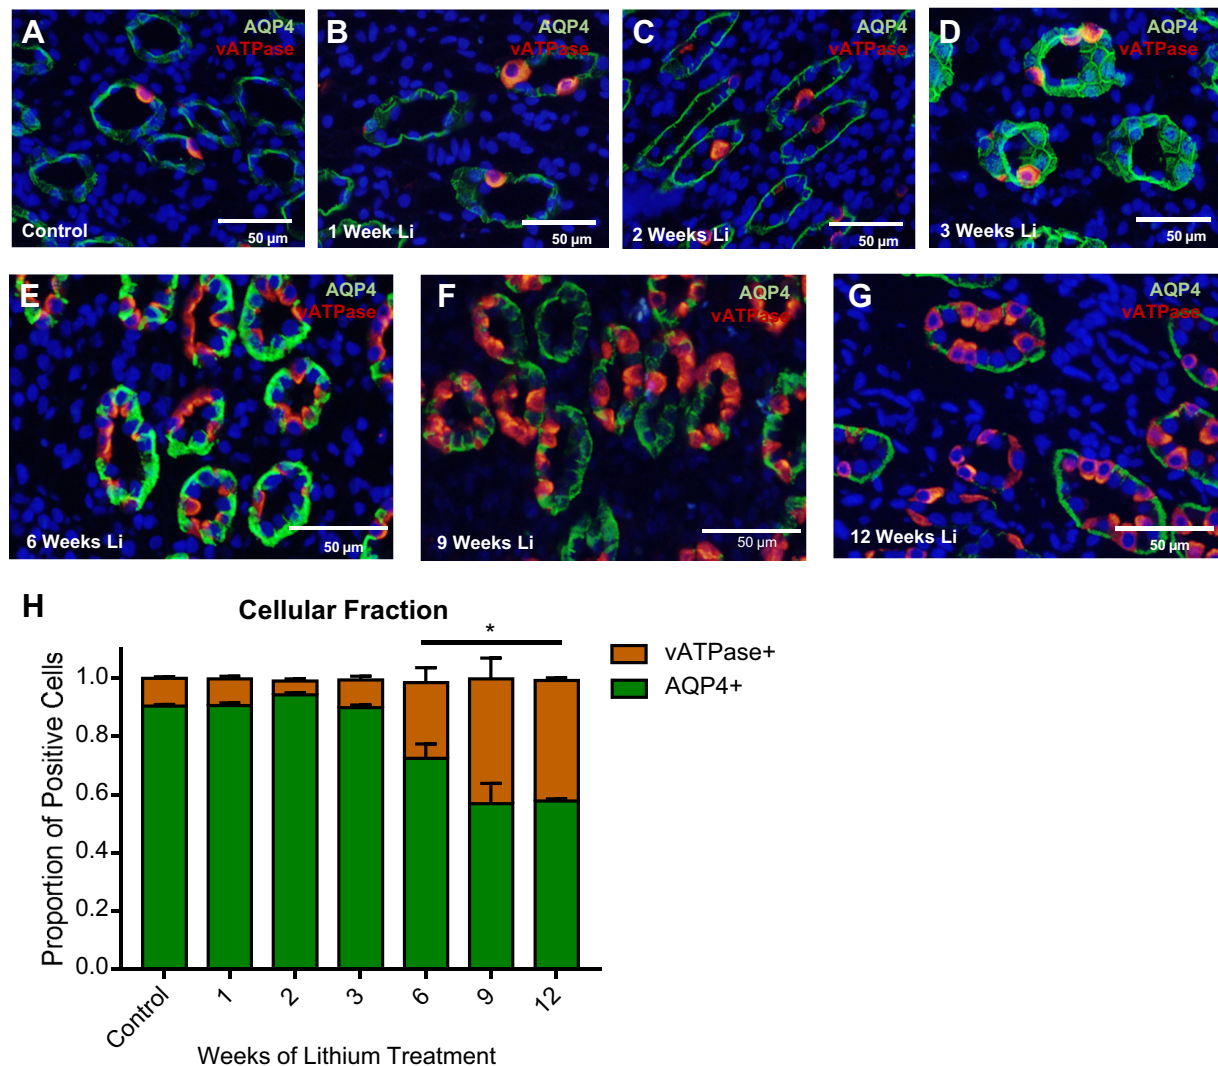 A
AQP4
vATPase
Control
50 µm
B
AQP4
vATPase
1 Week Li
50 µm
C
AQP4
vATPase
2 Weeks Li
50 µm
D
AQP4
vATPase
3 Weeks Li
50 µm
E
AQP4
vATPase
6 Weeks Li
50 µm
F
AQP4
vATPase
9 Weeks Li
50 µm
G
AQP4
vATPase
12 Weeks Li
50 µm
H
Cellular Fraction
*
vATPase+
AQP4+
Proportion of Positive Cells
1.0
0.8
0.6
0.4
0.2
0.0
Control
1
2
3
6
9
12
Weeks of Lithium Treatment